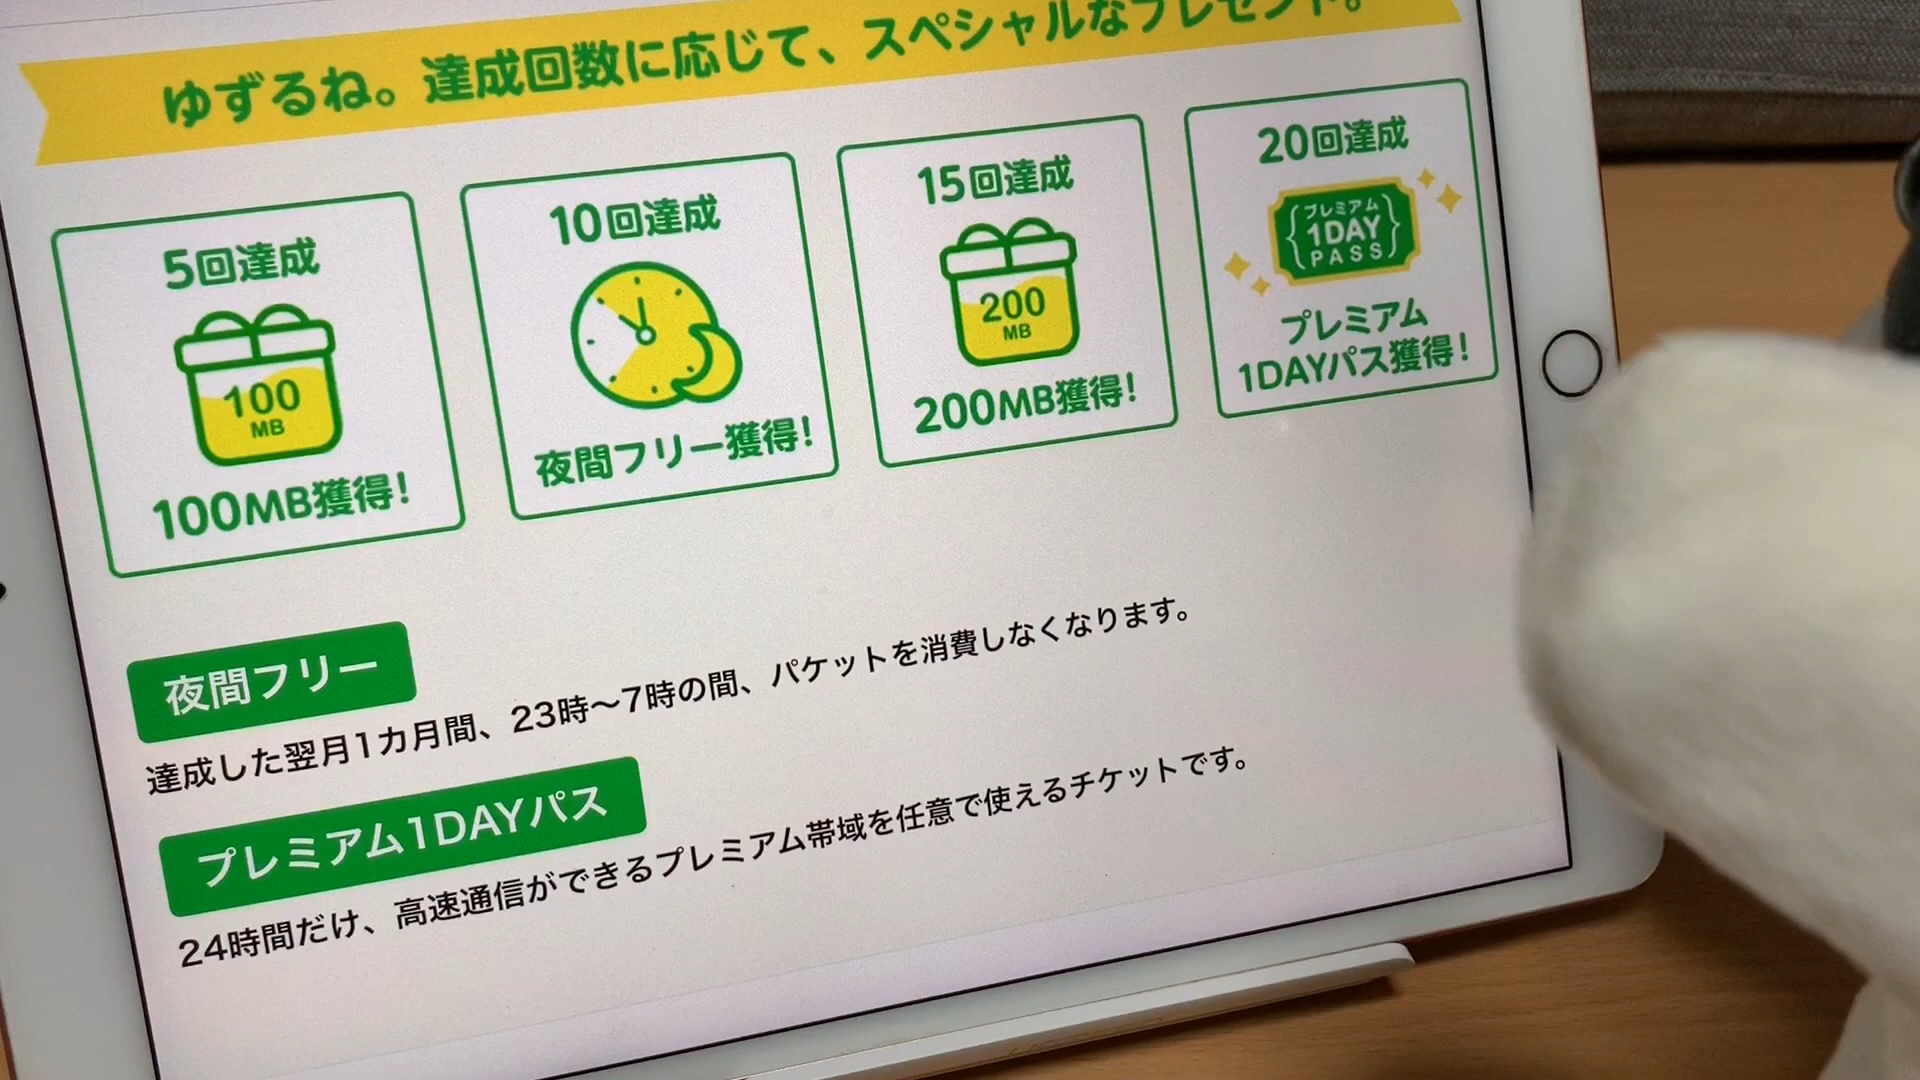 ゆずるね。達成回数に応じて、スペシャルなプレゼント。
5回達成
100
MB
100MB獲得!
10回達成
夜間フリー獲得!
15回達成
200
MB
200MB獲得!
20回達成
プレミアム
1DAY
PASS
プレミアム
1DAYパス獲得!
夜間フリー
達成した翌月1カ月間、23時〜7時の間、パケットを消費しなくなります。
プレミアム1DAYパス
24時間だけ、高速通信ができるプレミアム帯域を任意で使えるチケットです。